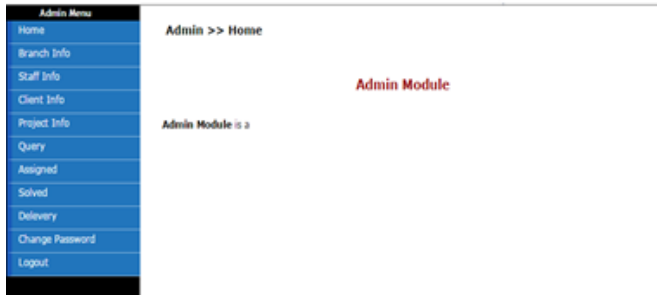 Admin Menu
Home
Branch Info
Staff Info
Client Info
Project Info
Query
Assigned
Solved
Delevery
Change Password
Logout
Admin >> Home
Admin Module
Admin Module is a